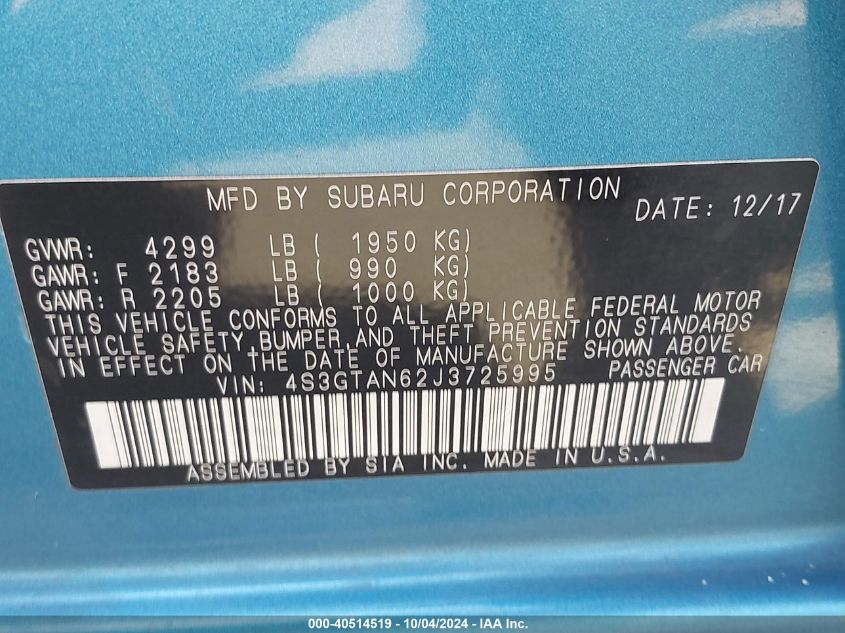 MFD BY SUBARU CORPORATION
DATE: 12/17
GVWR: 4299 LB ( 1950 KG)
GAWR: F 2183 LB ( 990 KG)
GAWR: R 2205 LB ( 1000 KG)
THIS VEHICLE CONFORMS TO ALL APPLICABLE FEDERAL MOTOR
VEHICLE SAFETY, BUMPER, AND THEFT PREVENTION STANDARDS
IN EFFECT ON THE DATE OF MANUFACTURE SHOWN ABOVE.
VIN: 4S3GTAN62J3725995 PASSENGER CAR
ASSEMBLED BY SIA INC. MADE IN U.S.A.
000-40514519 - 10/04/2024 - IAA Inc.